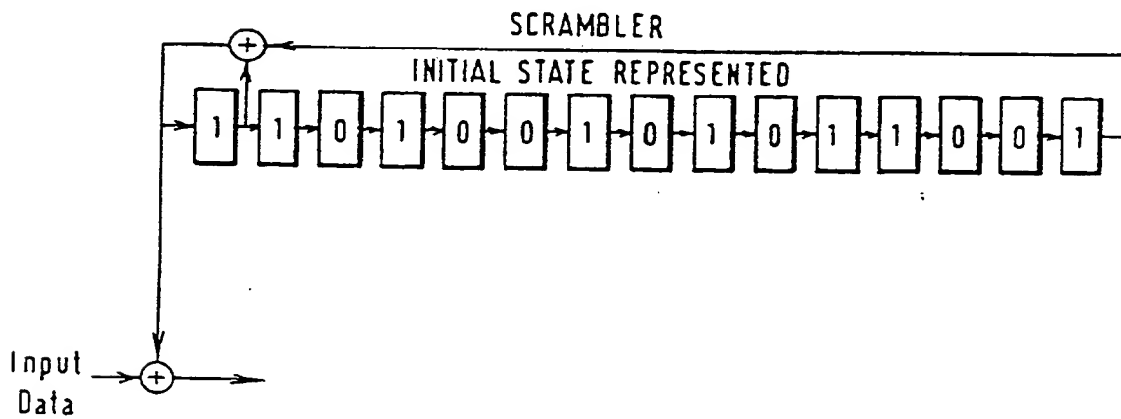 SCRAMBLER
INITIAL STATE REPRESENTED
1 1 0 1 0 0 1 0 1 0 1 1 0 0 1
Input
Data